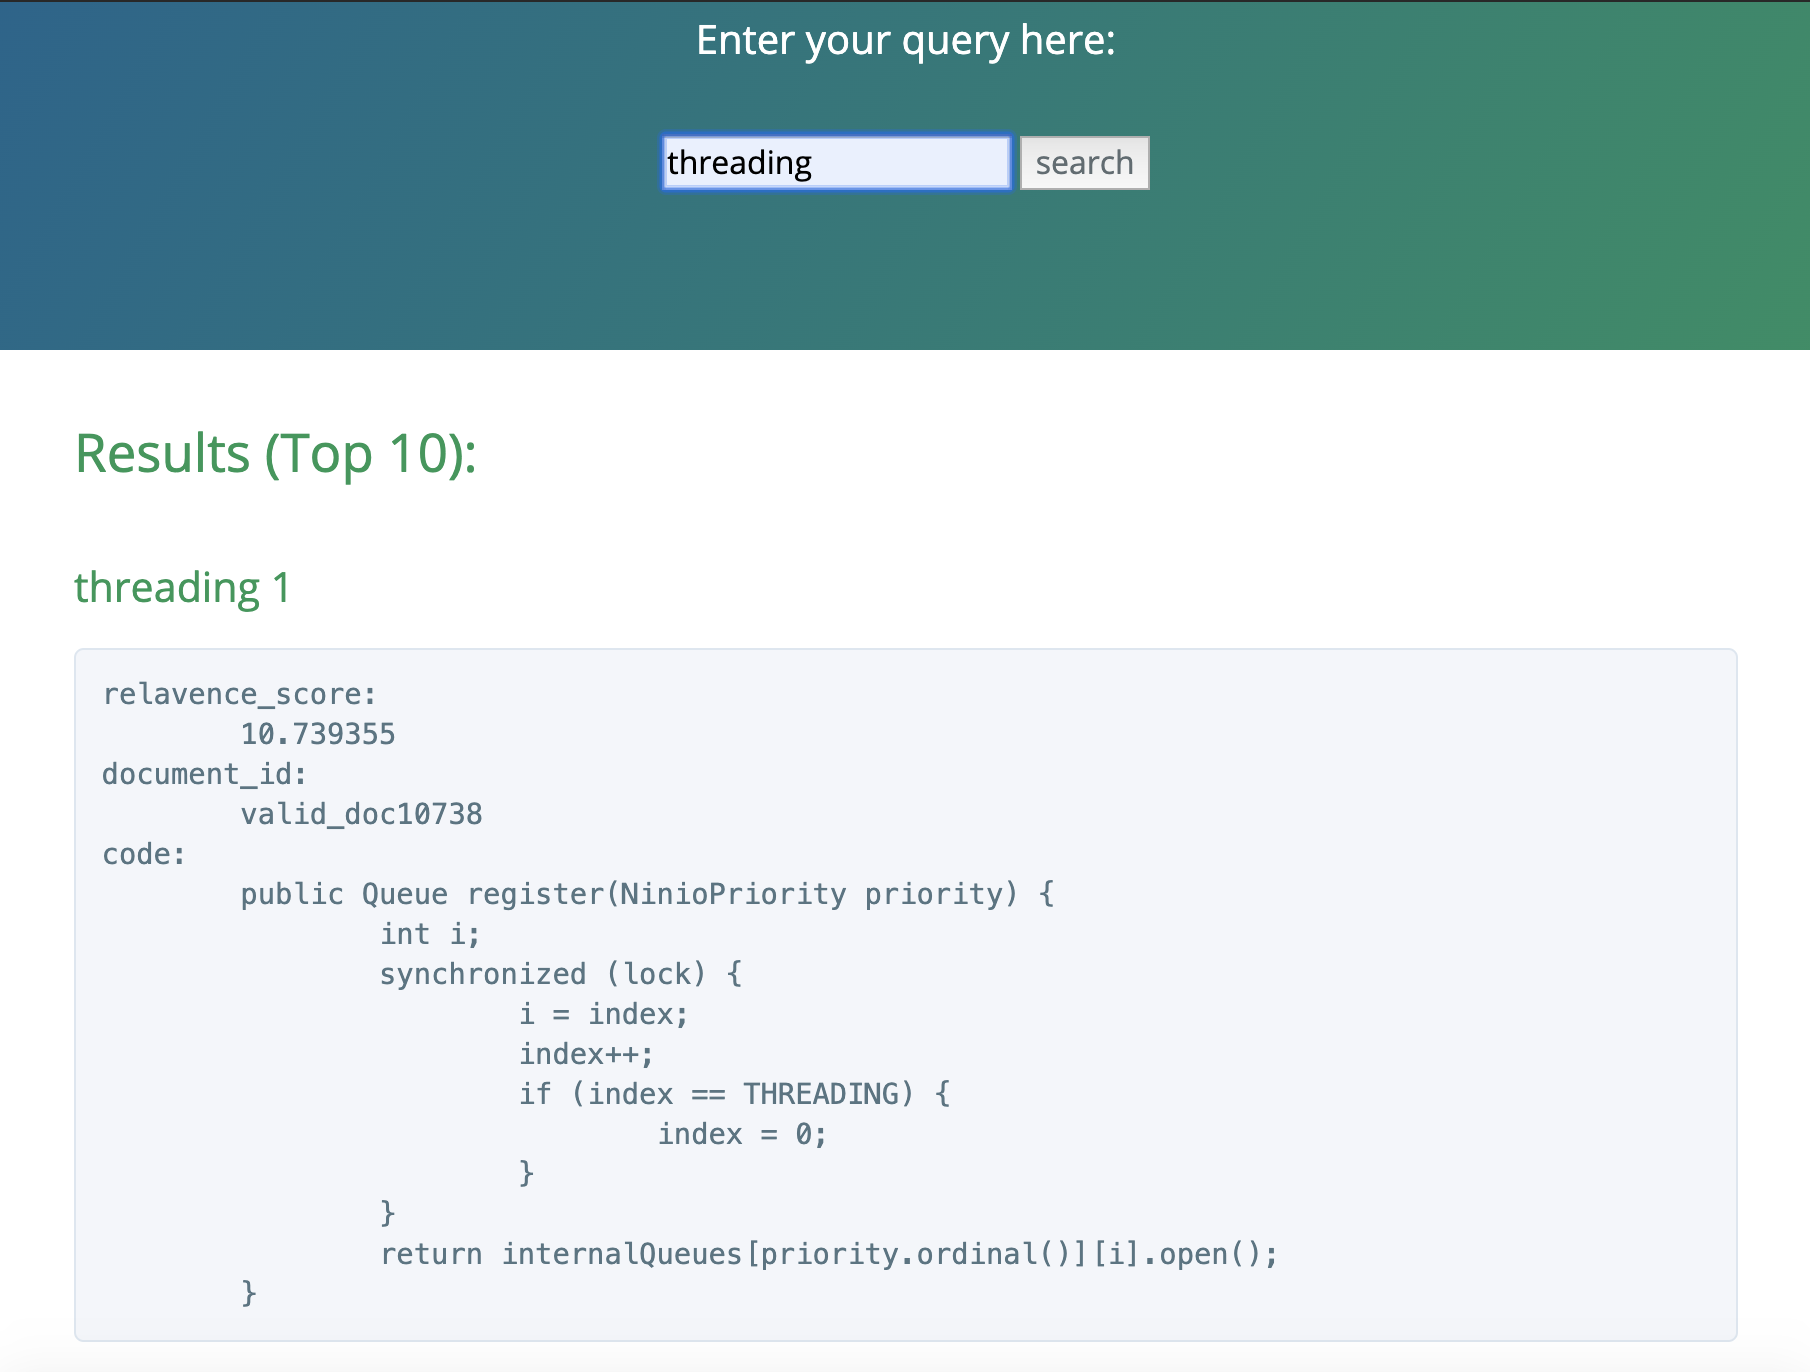 Enter your query here:
threading
search
Results (Top 10):
threading 1
relavence_score:
10.739355
document_id:
valid_doc10738
code:
public Queue register(NinioPriority priority) {
int i;
synchronized (lock) {
i = index;
index++;
if (index == THREADING) {
index = 0;
}
}
return internalQueues[priority.ordinal()][i].open();
}